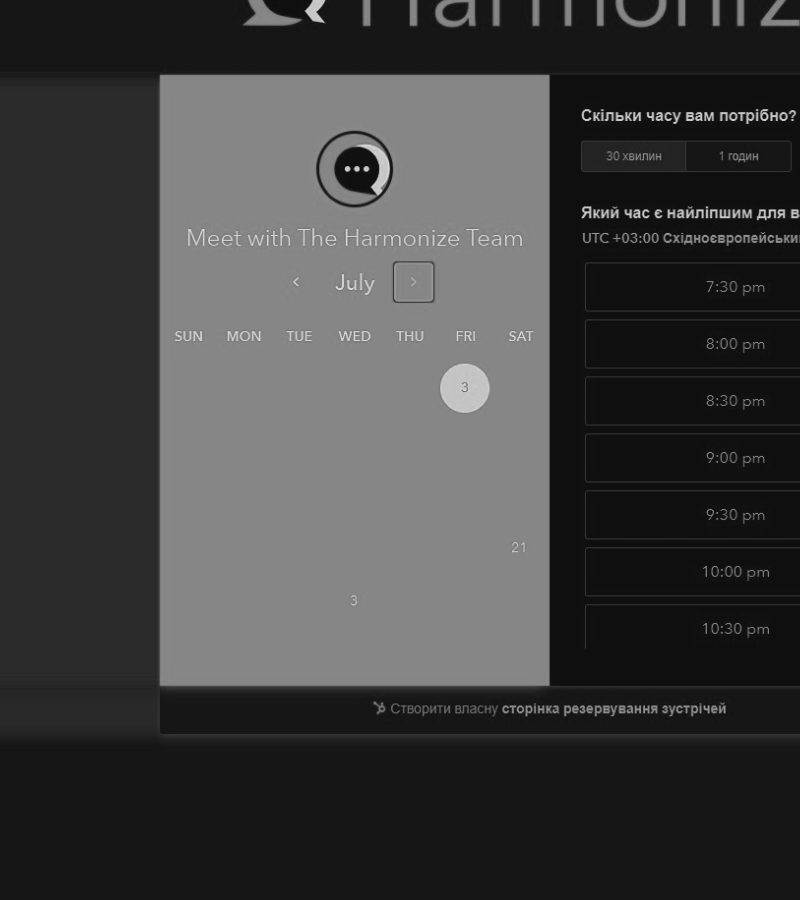 Harmoniz
Meet with The Harmonize Team
July
SUN MON TUE WED THU FRI SAT
3
21
3
Скільки часу вам потрібно?
30 хвилин 1 годин
Який час є найліпшим для в
UTC +03:00 Східноєвропейськи
7:30 pm
8:00 pm
8:30 pm
9:00 pm
9:30 pm
10:00 pm
10:30 pm
Створити власну сторінка резервування зустрічей